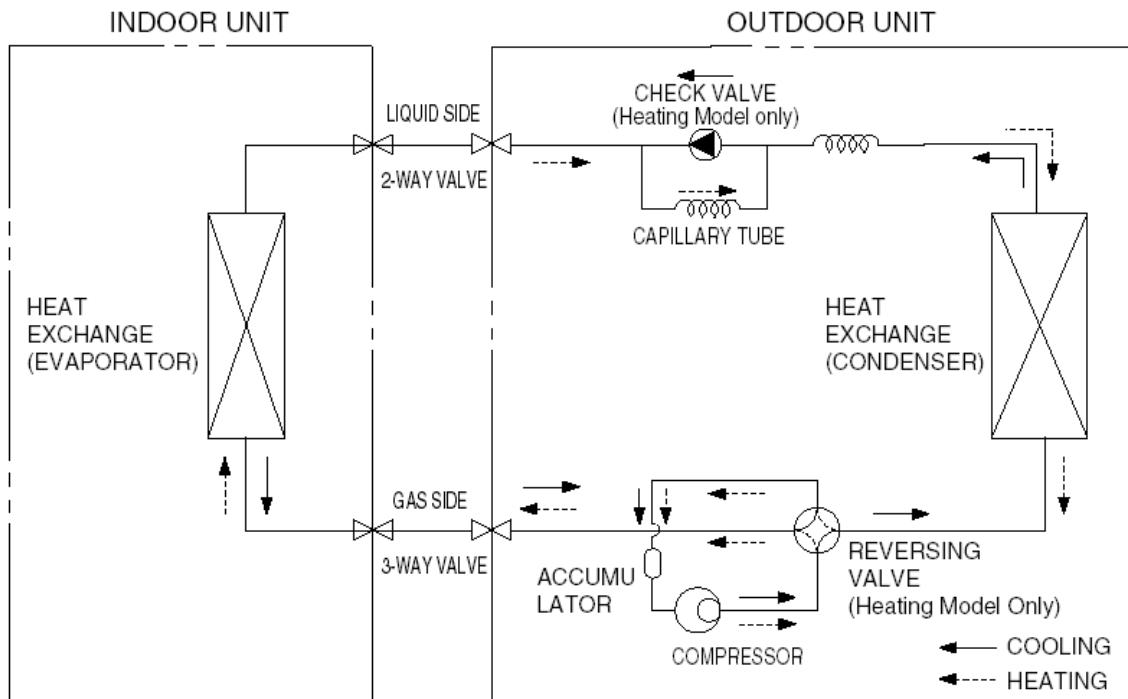 INDOOR UNIT
OUTDOOR UNIT
LIQUID SIDE
2-WAY VALVE
CHECK VALVE
(Heating Model only)
CAPILLARY TUBE
HEAT
EXCHANGE
(EVAPORATOR)
HEAT
EXCHANGE
(CONDENSER)
GAS SIDE
3-WAY VALVE
ACCUMU
LATOR
COMPRESSOR
REVERSING
VALVE
(Heating Model Only)
COOLING
HEATING